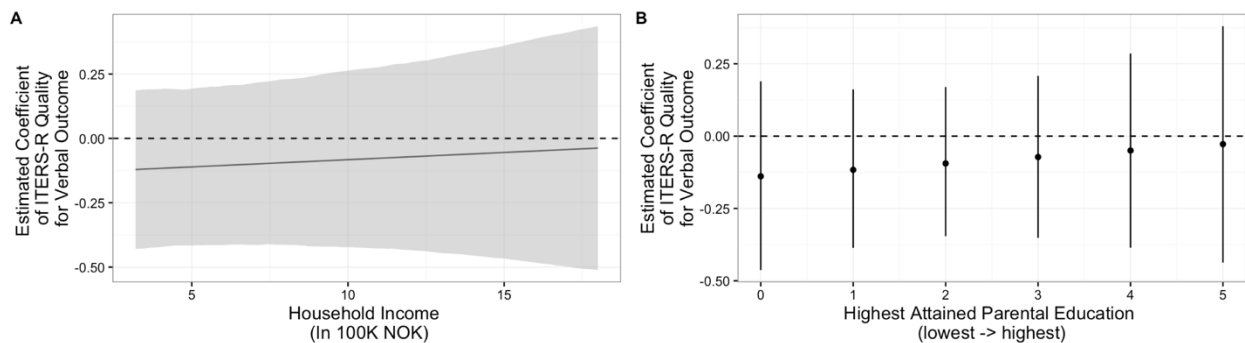 A
Estimated Coefficient
of ITERS-R Quality
for Verbal Outcome
0.25
0.00
-0.25
-0.50
5
10
15
Household Income
(In 100K NOK)
B
Estimated Coefficient
of ITERS-R Quality
for Verbal Outcome
0.25
0.00
-0.25
-0.50
0
1
2
3
4
5
Highest Attained Parental Education
(lowest -> highest)